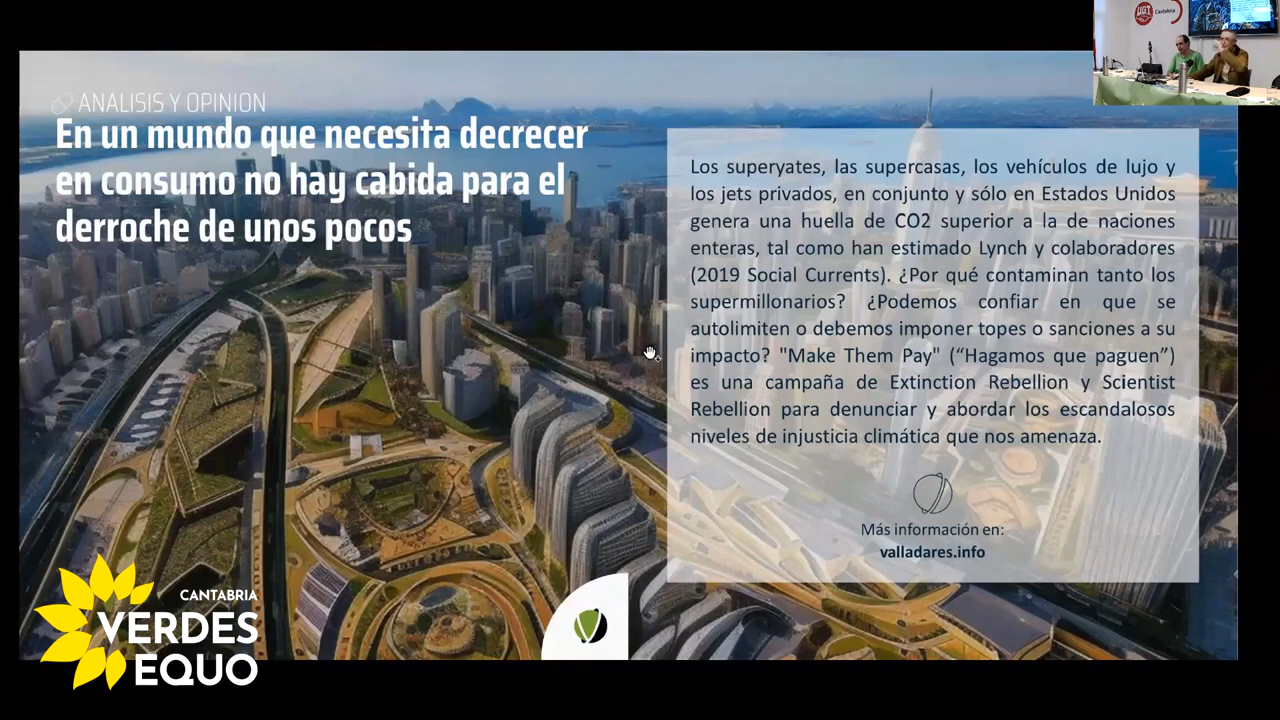 UGT
Cantabria
ANALISIS Y OPINION
En un mundo que necesita decrecer
en consumo no hay cabida para el
derroche de unos pocos
Los superyates, las supercasas, los vehículos de lujo y
los jets privados, en conjunto y sólo en Estados Unidos
genera una huella de CO2 superior a la de naciones
enteras, tal como han estimado Lynch y colaboradores
(2019 Social Currents). ¿Por qué contaminan tanto los
supermillonarios? ¿Podemos confiar en que se
autolimiten o debemos imponer topes o sanciones a su
impacto? "Make Them Pay" (“Hagamos que paguen”)
es una campaña de Extinction Rebellion y Scientist
Rebellion para denunciar y abordar los escandalosos
niveles de injusticia climática que nos amenaza.
Más información en:
valladares.info
CANTABRIA
VERDES
EQUO